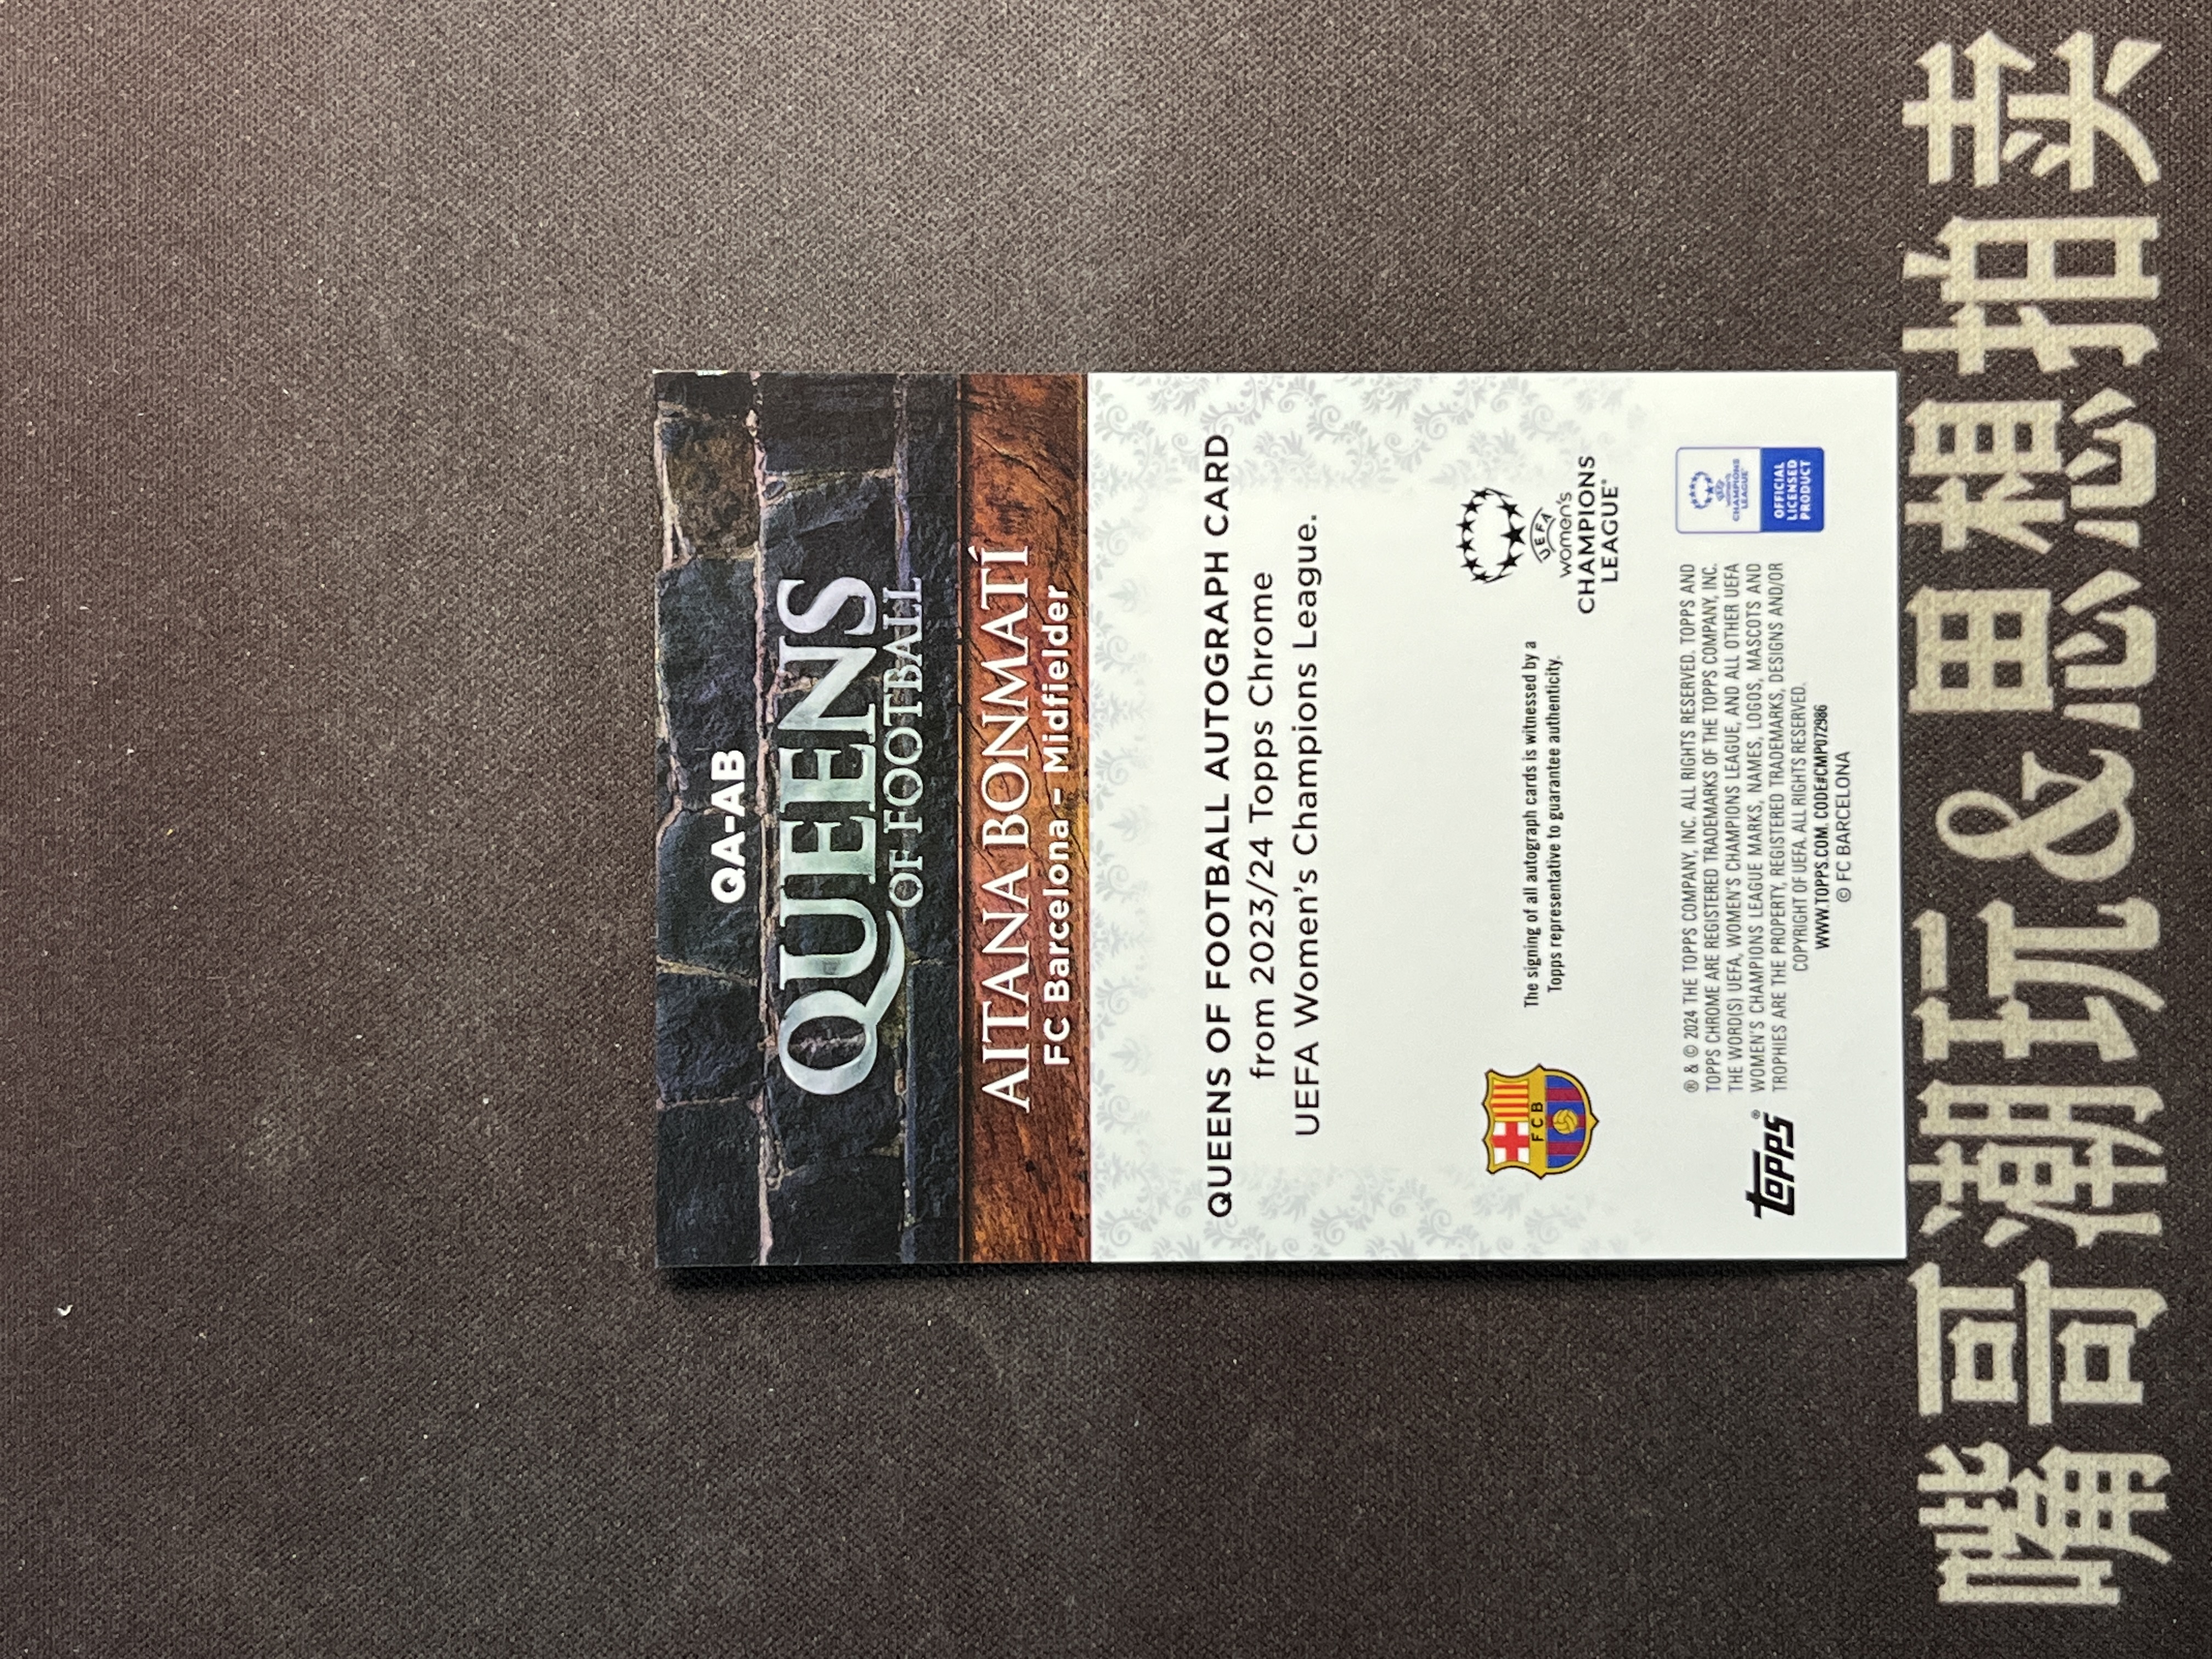 QA-AB
QUEENS
OF FOOTBALL
AITANA BONMATÍ
FC Barcelona – Midfielder
QUEENS OF FOOTBALL AUTOGRAPH CARD
from 2023/24 Topps Chrome
UEFA Women's Champions League.
FCB
The signing of all autograph cards is witnessed by a
Topps representative to guarantee authenticity.
UEFA
women's
CHAMPIONS
LEAGUE®
® & © 2024 THE TOPPS COMPANY, INC. ALL RIGHTS RESERVED. TOPPS AND
TOPPS CHROME ARE REGISTERED TRADEMARKS OF THE TOPPS COMPANY, INC.
THE WORD(S) UEFA, WOMEN'S CHAMPIONS LEAGUE, AND ALL OTHER UEFA
WOMEN'S CHAMPIONS LEAGUE MARKS, NAMES, LOGOS, MASCOTS AND
TROPHIES ARE THE PROPERTY, REGISTERED TRADEMARKS, DESIGNS AND/OR
COPYRIGHT OF UEFA. ALL RIGHTS RESERVED.
WWW.TOPPS.COM. CODE#CMP072986
© FC BARCELONA
topps®
UEFA
women's
CHAMPIONS
LEAGUE®
OFFICIAL
LICENSED
PRODUCT
嘴哥潮玩&思想拍卖